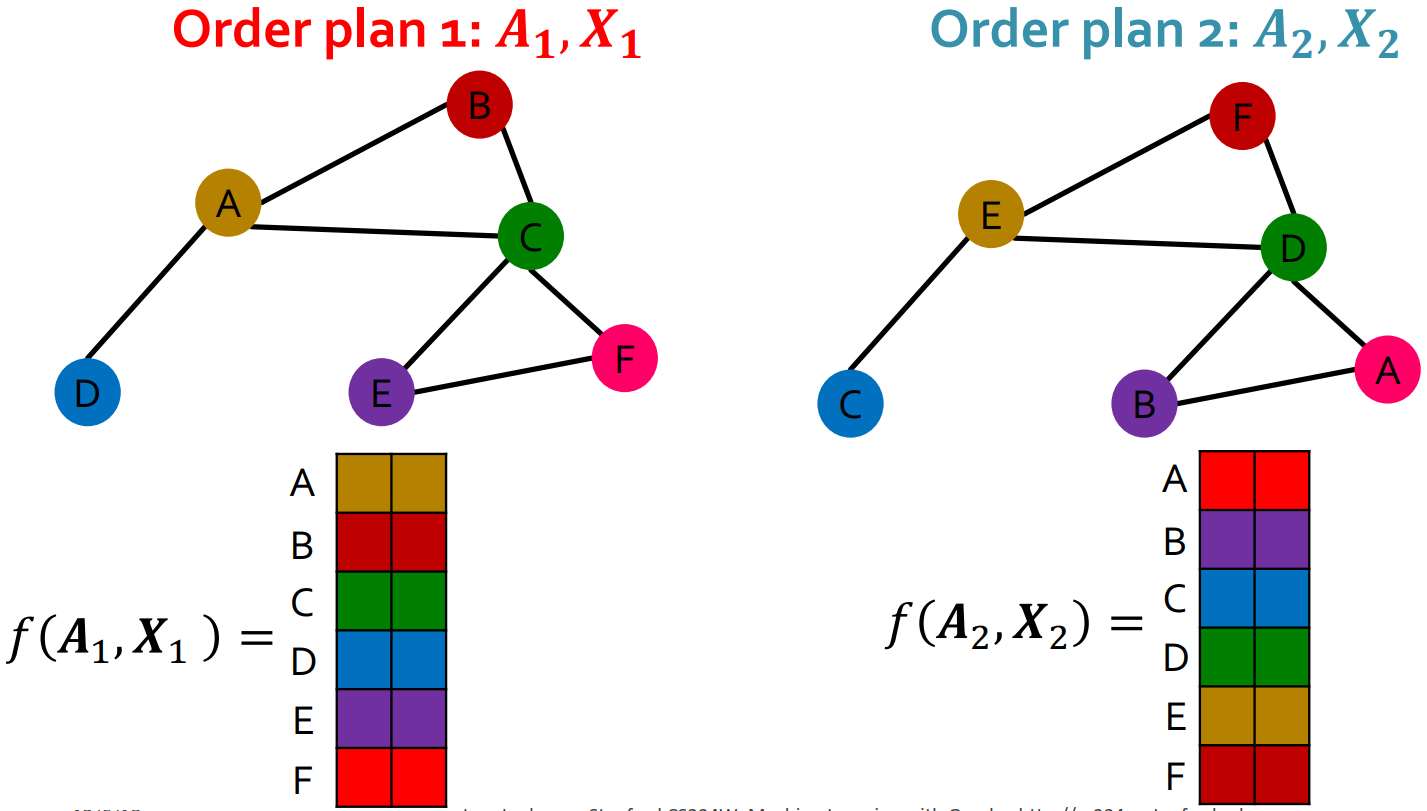 Order plan 1: A₁, X₁
Order plan 2: A₂, X₂
B
A
C
D
E
F
F
E
D
C
B
A
f(A₁, X₁ ) =
A
B
C
D
E
F
f(A₂, X₂) =
A
B
C
D
E
F